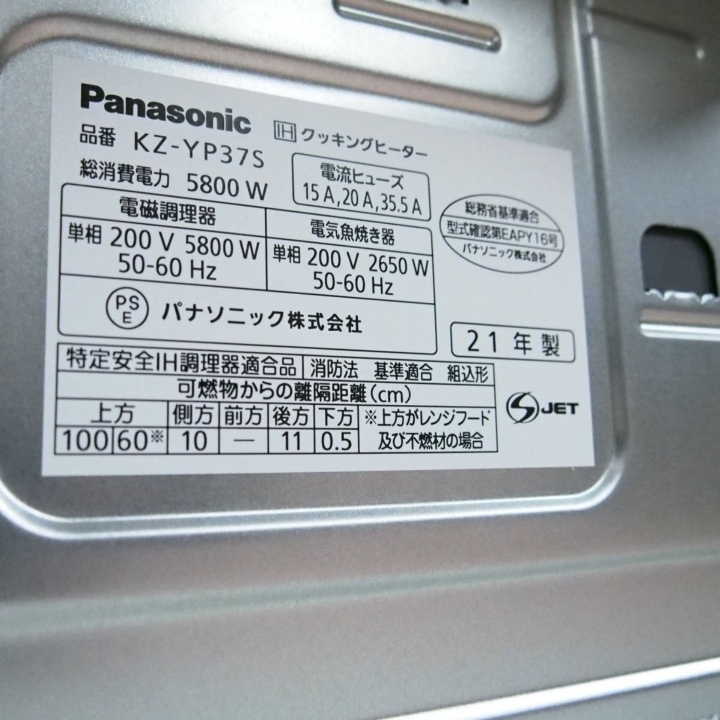 Panasonic IH クッキングヒーター
品番 KZ-YP37S
総消費電力 5800 W
電流ヒューズ
15 A, 20 A, 35.5 A
電磁調理器
単相 200 V 5800 W
50-60 Hz
電気魚焼き器
単相 200 V 2650 W
50-60 Hz
総務省基準適合
型式確認第EAPY16号
パナソニック株式会社
PS
E
パナソニック株式会社
21 年 製
特定安全IH調理器適合品 消防法 基準適合 組込形
可燃物からの離隔距離(cm)
上方 側方 前方 後方 下方 ※上方がレンジフード
100 60※ 10 — 11 0.5 及び不燃材の場合
S JET